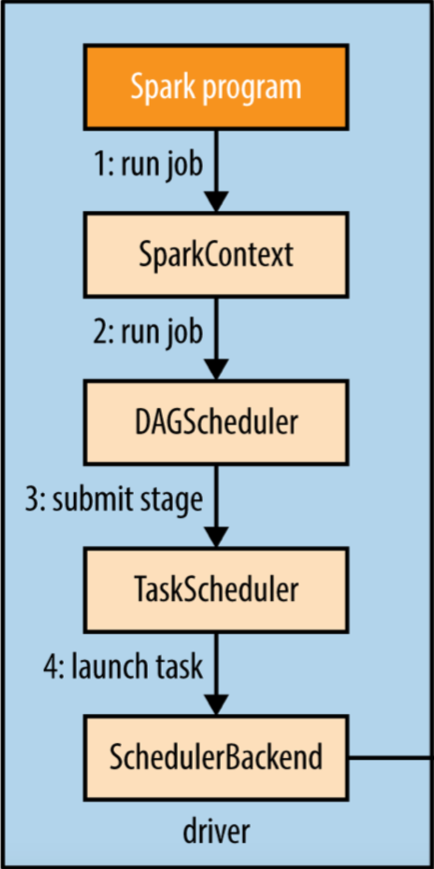 Spark program
1: run job
SparkContext
2: run job
DAGScheduler
3: submit stage
TaskScheduler
4: launch task
SchedulerBackend
driver